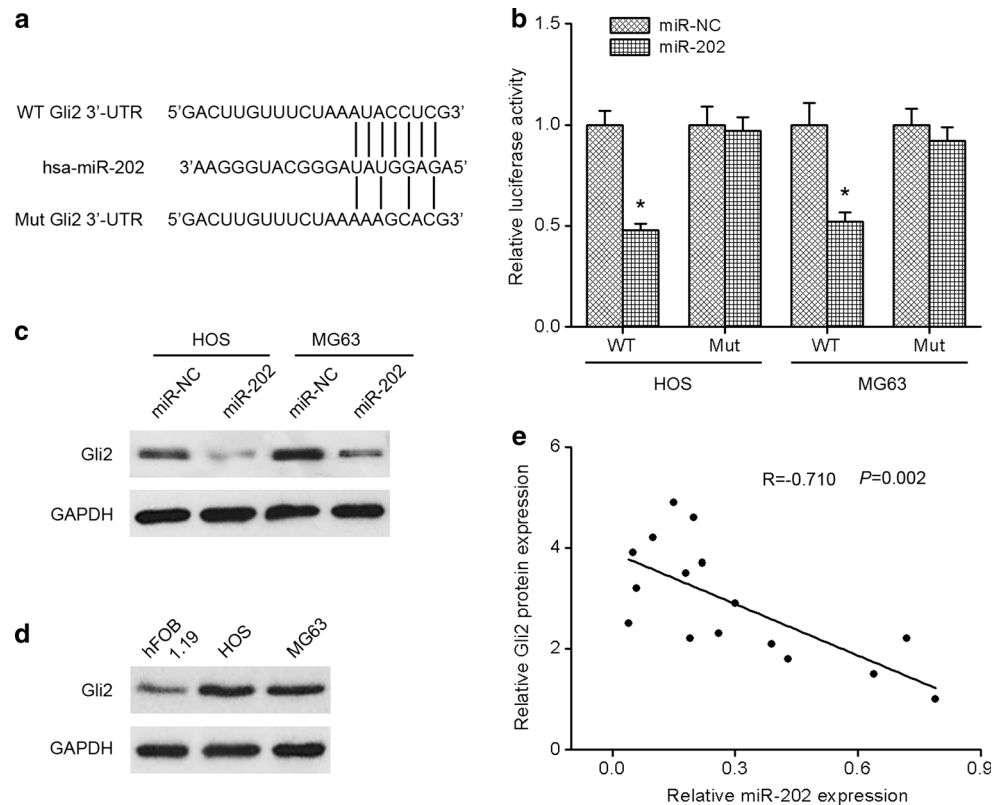 a
WT Gli2 3'-UTR 5'GACUUGUUUCUAAAUACCUCG3'
hsa-miR-202 3'AAGGGUACGGGAUAUGGAGA5'
Mut Gli2 3'-UTR 5'GACUUGUUUCUAAAAAGCACG3'
b
miR-NC
miR-202
Relative luciferase activity
1.5
1.0
0.5
0.0
* *
WT Mut WT Mut
HOS MG63
c
HOS MG63
miR-NC miR-202 miR-NC miR-202
Gli2
GAPDH
d
hFOB 1.19 HOS MG63
Gli2
GAPDH
e
R=-0.710 P=0.002
Relative Gli2 protein expression
6
4
2
0
0.0 0.3 0.6 0.9
Relative miR-202 expression